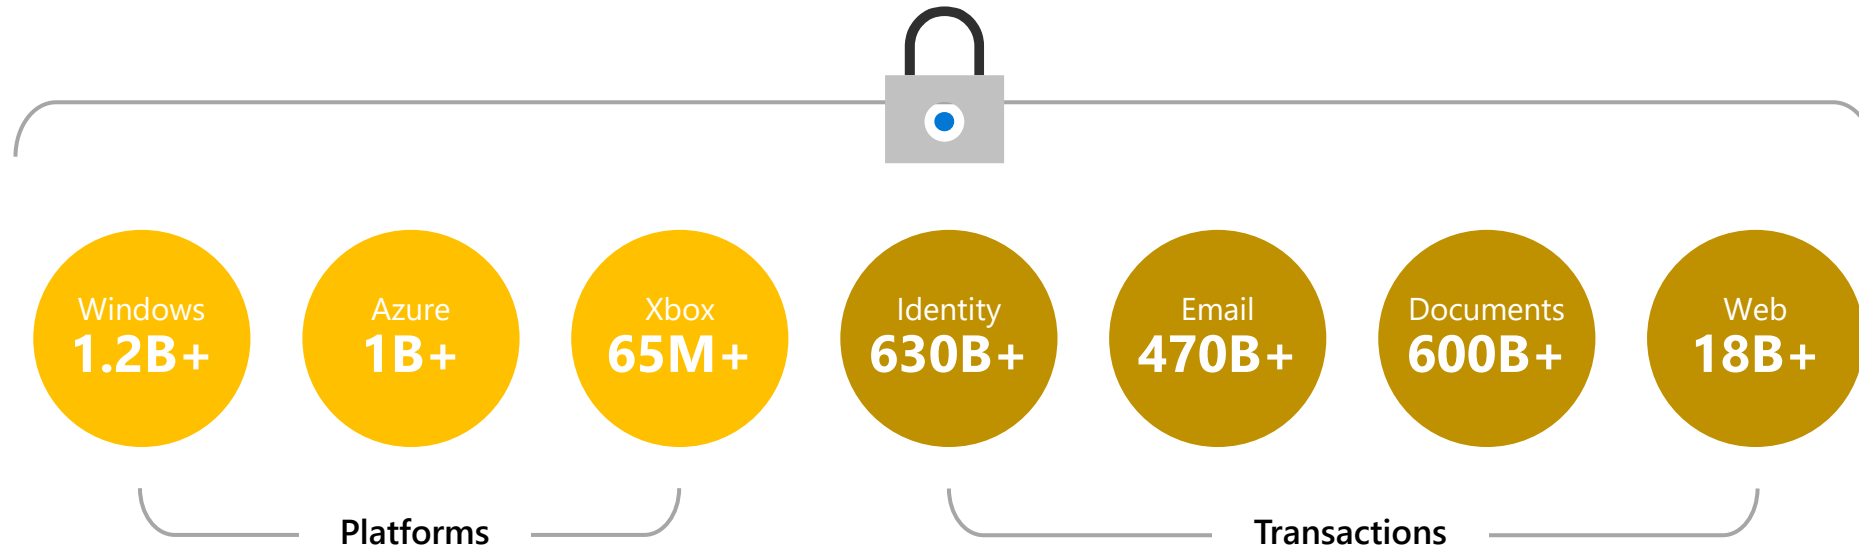 Windows
1.2B+
Azure
1B+
Xbox
65M+
Identity
630B+
Email
470B+
Documents
600B+
Web
18B+
Platforms
Transactions